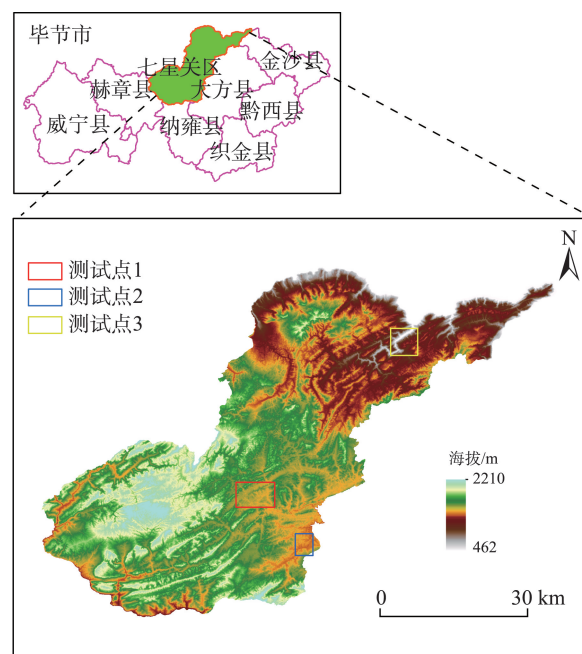 毕节市
七星关区
金沙县
赫章县
大方县
黔西县
威宁县
纳雍县
织金县
N
测试点1
测试点2
测试点3
海拔/m
2210
462
0
30 km